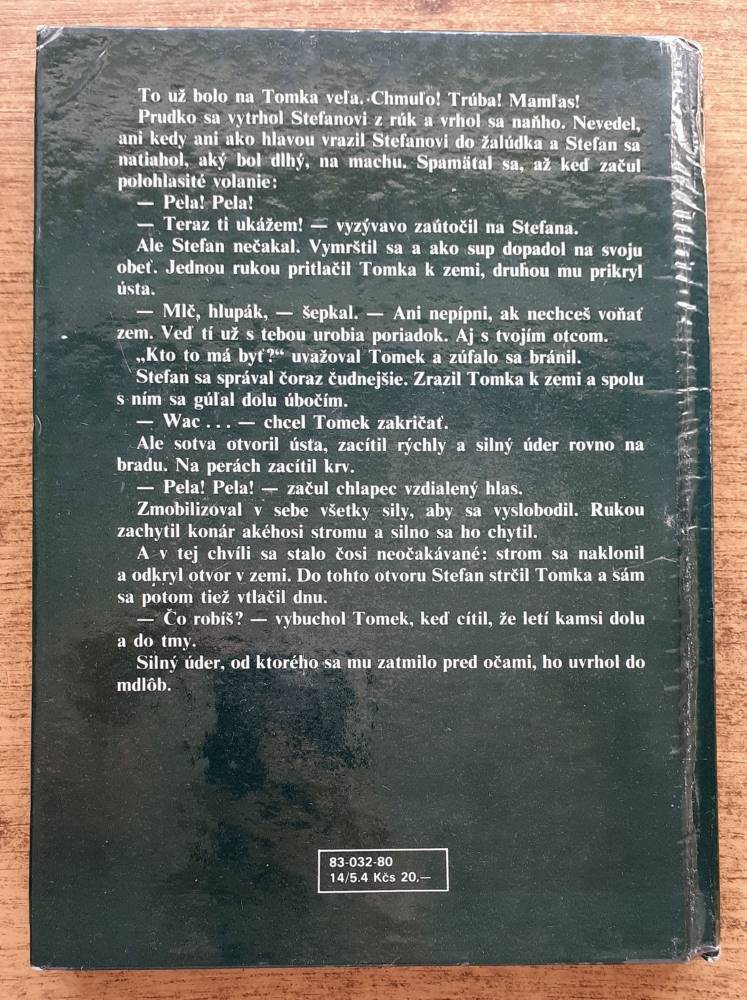 To už bolo na Tomka veľa. Chmuľo! Trúba! Mamľas!
Prudko sa vytrhol Stefanovi z rúk a vrhol sa naňho. Nevedel,
ani kedy ani ako hlavou vrazil Stefanovi do žalúdka a Stefan sa
natiahol, aký bol dlhý, na machu. Spamätal sa, až keď začul
polohlasité volanie:
— Pela! Pela!
— Teraz ti ukážem! — vyzývavo zaútočil na Stefana.
Ale Stefan nečakal. Vymrštil sa a ako sup dopadol na svoju
obeť. Jednou rukou pritlačil Tomka k zemi, druhou mu prikryl
ústa.
— Mlč, hlupák, — šepkal. — Ani nepípni, ak nechceš voňať
zem. Veď tí už s tebou urobia poriadok. Aj s tvojím otcom.
„Kto to má byť?“ uvažoval Tomek a zúfalo sa bránil.
Stefan sa správal čoraz čudnejšie. Zrazil Tomka k zemi a spolu
s ním sa gúľal dolu úbočím.
— Wac . . . — chcel Tomek zakričať.
Ale sotva otvoril ústa, zacítil rýchly a silný úder rovno na
bradu. Na perách zacítil krv.
— Pela! Pela! — začul chlapec vzdialený hlas.
Zmobilizoval v sebe všetky sily, aby sa vyslobodil. Rukou
zachytil konár akéhosi stromu a silno sa ho chytil.
A v tej chvíli sa stalo čosi neočakávané: strom sa naklonil
a odkryl otvor v zemi. Do tohto otvoru Stefan strčil Tomka a sám
sa potom tiež vtlačil dnu.
— Čo robíš? — vybuchol Tomek, keď cítil, že letí kamsi dolu
a do tmy.
Silný úder, od ktorého sa mu zatmilo pred očami, ho uvrhol do
mdlôb.
83-032-80
14/5.4 Kčs 20,—